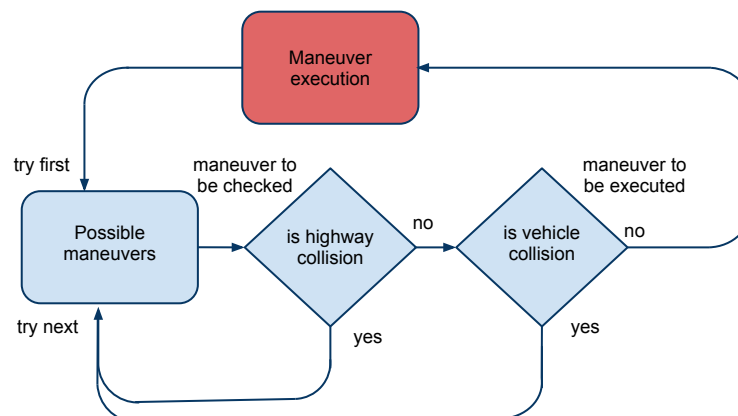 Maneuver
execution
try first
maneuver to
be checked
maneuver to
be executed
Possible
maneuvers
is highway
collision
no
is vehicle
collision
no
try next
yes
yes